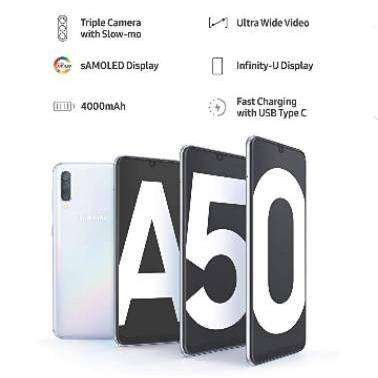 Triple Camera
with Slow-mo
Ultra Wide Video
sAMOLED Display
Infinity-U Display
4000mAh
Fast Charging
with USB Type C
SAMSUNG
A50